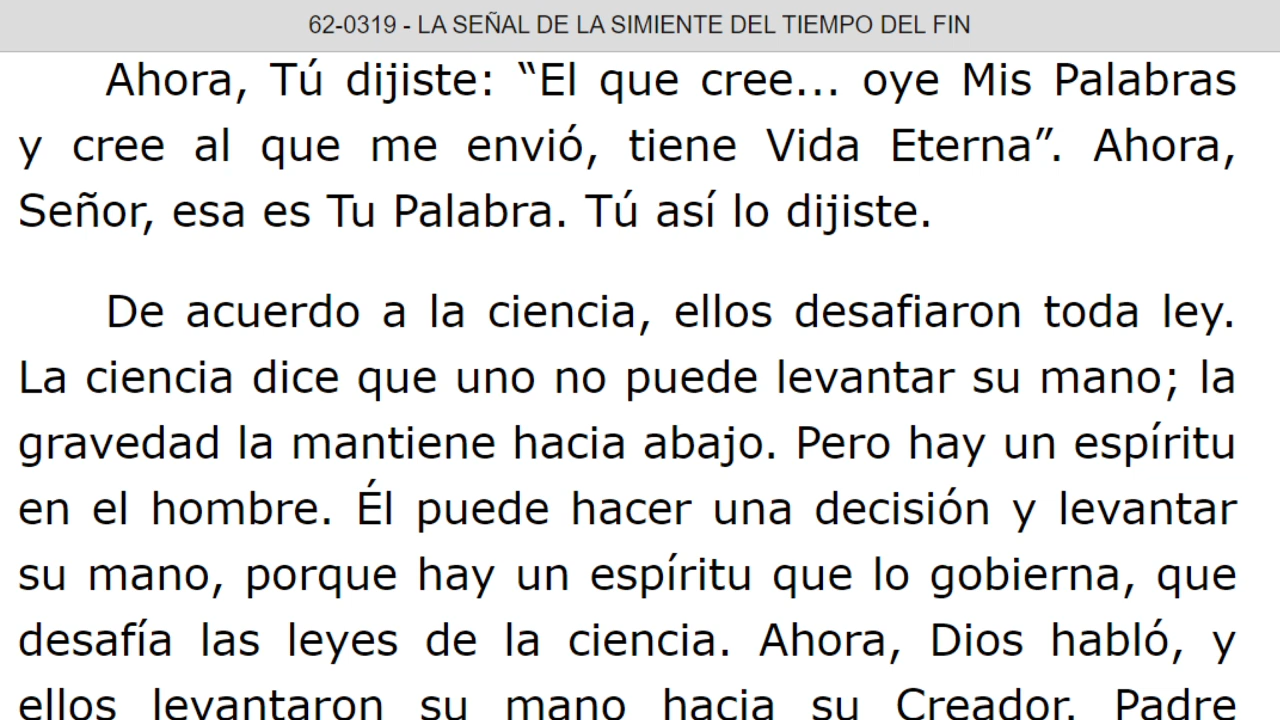 62-0319 - LA SEÑAL DE LA SIMIENTE DEL TIEMPO DEL FIN
Ahora, Tú dijiste: “El que cree... oye Mis Palabras
y cree al que me envió, tiene Vida Eterna”. Ahora,
Señor, esa es Tu Palabra. Tú así lo dijiste.
De acuerdo a la ciencia, ellos desafiaron toda ley.
La ciencia dice que uno no puede levantar su mano; la
gravedad la mantiene hacia abajo. Pero hay un espíritu
en el hombre. Él puede hacer una decisión y levantar
su mano, porque hay un espíritu que lo gobierna, que
desafía las leyes de la ciencia. Ahora, Dios habló, y
ellos levantaron su mano hacia su Creador. Padre